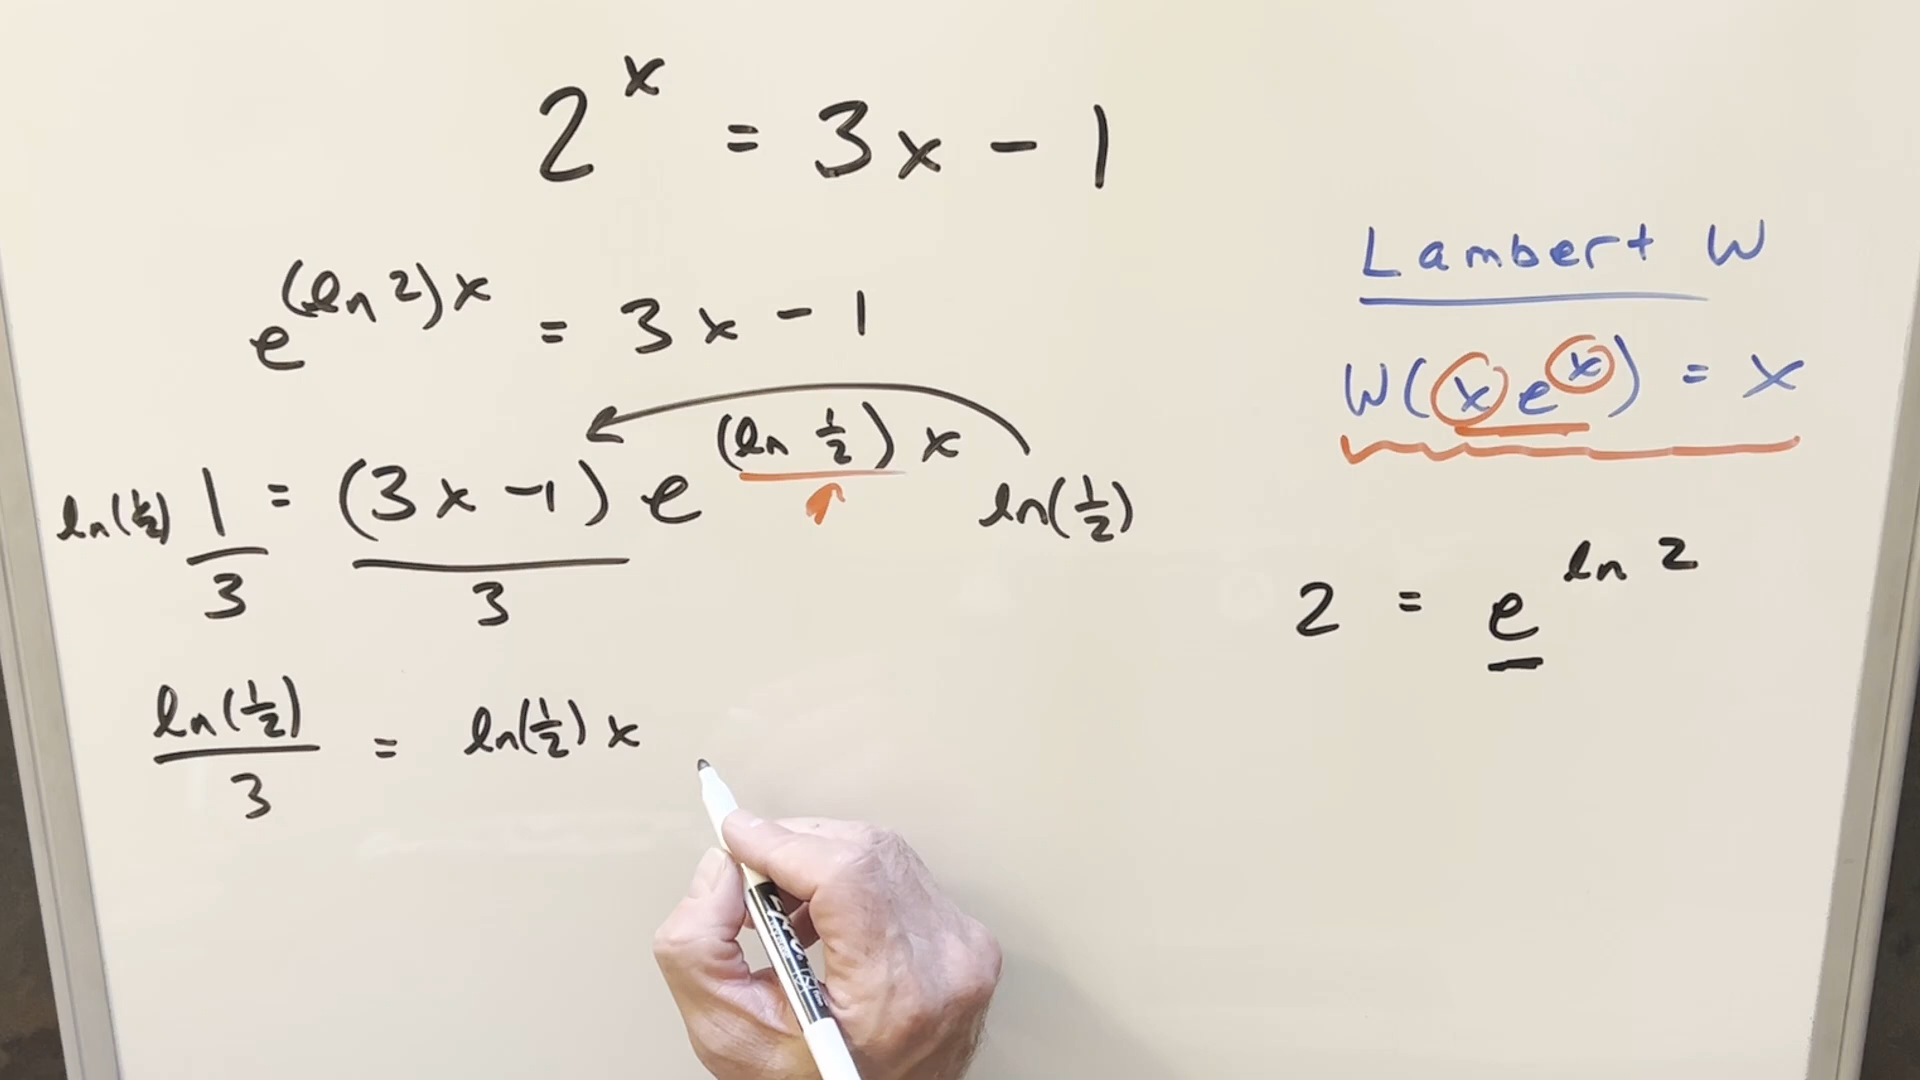 2^x = 3x - 1
e^((ln 2)x) = 3x - 1
ln(1/2) 1/3 = (3x - 1)/3 e^((ln 1/2)x) ln(1/2)
ln(1/2)/3 = ln(1/2) x
Lambert W
W(xe^x) = x
2 = e^(ln 2)